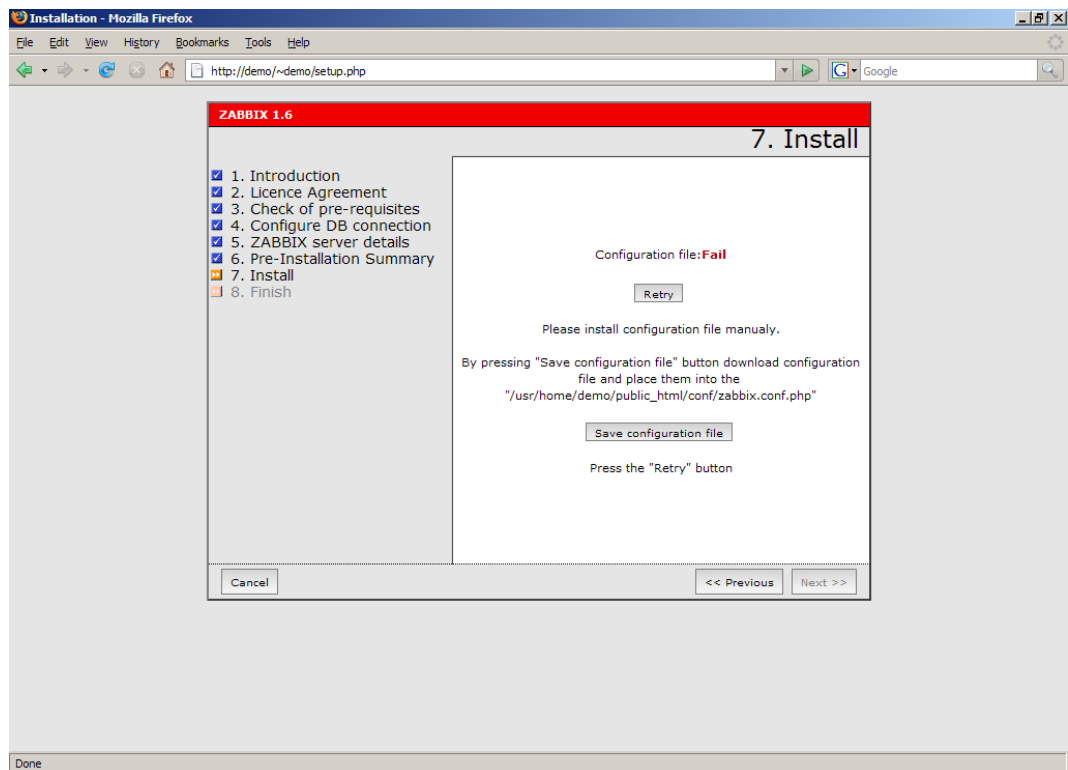 Installation - Mozilla Firefox
File Edit View History Bookmarks Tools Help
http://demo/~demo/setup.php
G Google
ZABBIX 1.6
7. Install
1. Introduction
2. Licence Agreement
3. Check of pre-requisites
4. Configure DB connection
5. ZABBIX server details
6. Pre-Installation Summary
7. Install
8. Finish
Configuration file:Fail
Retry
Please install configuration file manualy.
By pressing "Save configuration file" button download configuration
file and place them into the
"/usr/home/demo/public_html/conf/zabbix.conf.php"
Save configuration file
Press the "Retry" button
Cancel
<< Previous
Next >>
Done